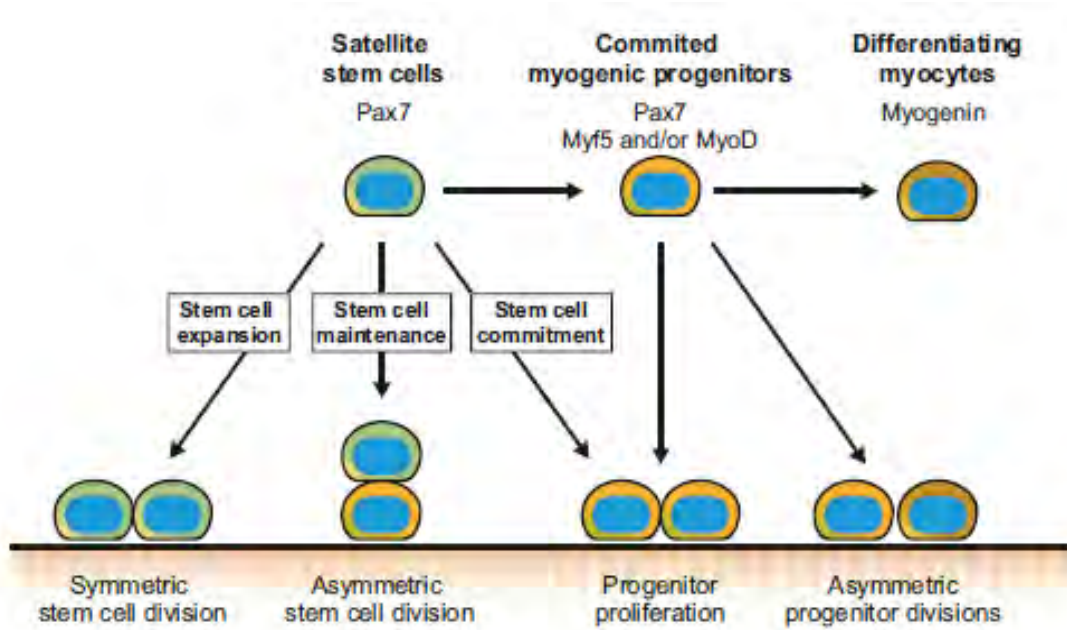 Satellite
stem cells
Pax7
Commited
myogenic progenitors
Pax7
Myf5 and/or MyoD
Differentiating
myocytes
Myogenin
Stem cell
expansion
Stem cell
maintenance
Stem cell
commitment
Symmetric
stem cell division
Asymmetric
stem cell division
Progenitor
proliferation
Asymmetric
progenitor divisions